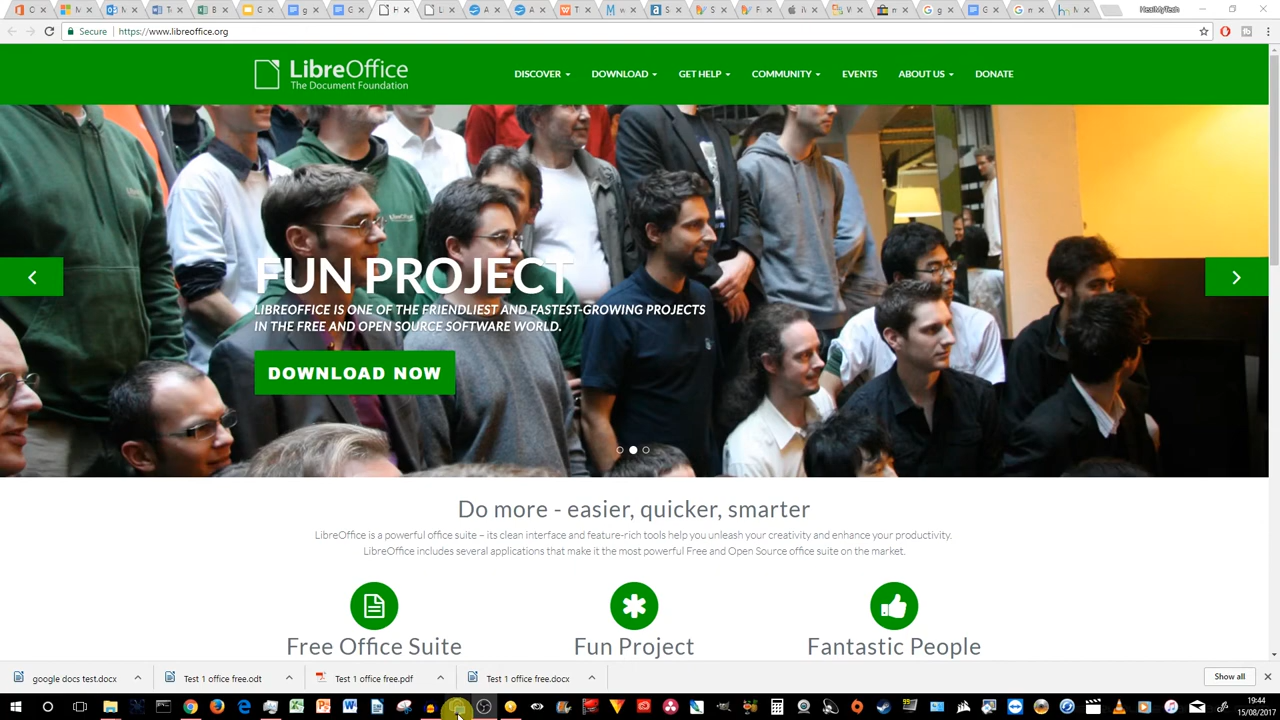 HeatMyTech
Secure
https://www.libreoffice.org
LibreOffice
The Document Foundation
DISCOVER
DOWNLOAD
GET HELP
COMMUNITY
EVENTS
ABOUT US
DONATE
FUN PROJECT
LIBREOFFICE IS ONE OF THE FRIENDLIEST AND FASTEST-GROWING PROJECTS
IN THE FREE AND OPEN SOURCE SOFTWARE WORLD.
DOWNLOAD NOW
Do more - easier, quicker, smarter
LibreOffice is a powerful office suite – its clean interface and feature-rich tools help you unleash your creativity and enhance your productivity.
LibreOffice includes several applications that make it the most powerful Free and Open Source office suite on the market.
Free Office Suite
Fun Project
Fantastic People
google docs test.docx
Test 1 office free.odt
Test 1 office free.pdf
Test 1 office free.docx
Show all
19:44
15/08/2017